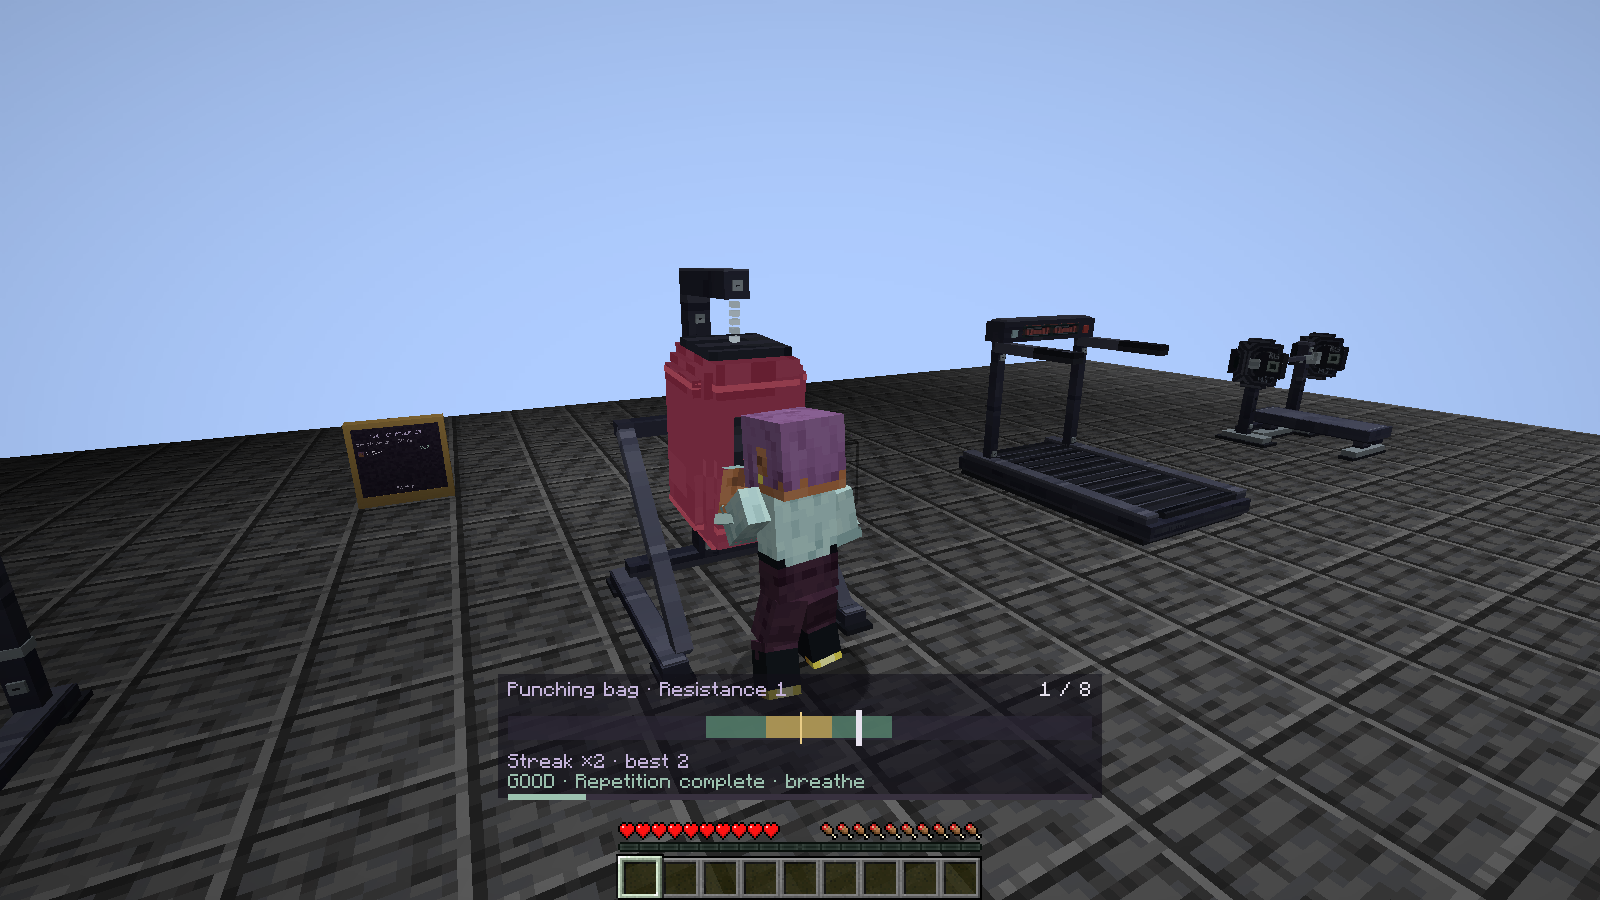 Punching bag · Resistance 1
1 / 8
Streak ×2 · best 2
GOOD · Repetition complete · breathe